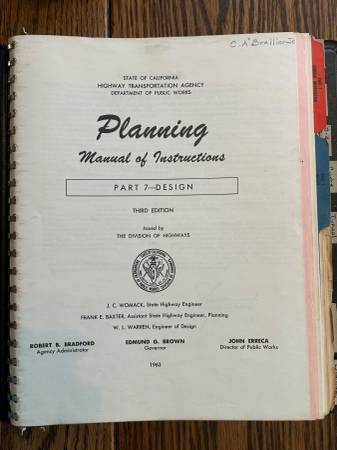 C. A. Brallier
STATE OF CALIFORNIA
HIGHWAY TRANSPORTATION AGENCY
DEPARTMENT OF PUBLIC WORKS
Planning
Manual of Instructions
PART 7—DESIGN
THIRD EDITION
Issued by
THE DIVISION OF HIGHWAYS
J. C. WOMACK, State Highway Engineer
FRANK E. BAXTER, Assistant State Highway Engineer, Planning
W. L. WARREN, Engineer of Design
ROBERT B. BRADFORD
Agency Administrator
EDMUND G. BROWN
Governor
JOHN ERRECA
Director of Public Works
1963